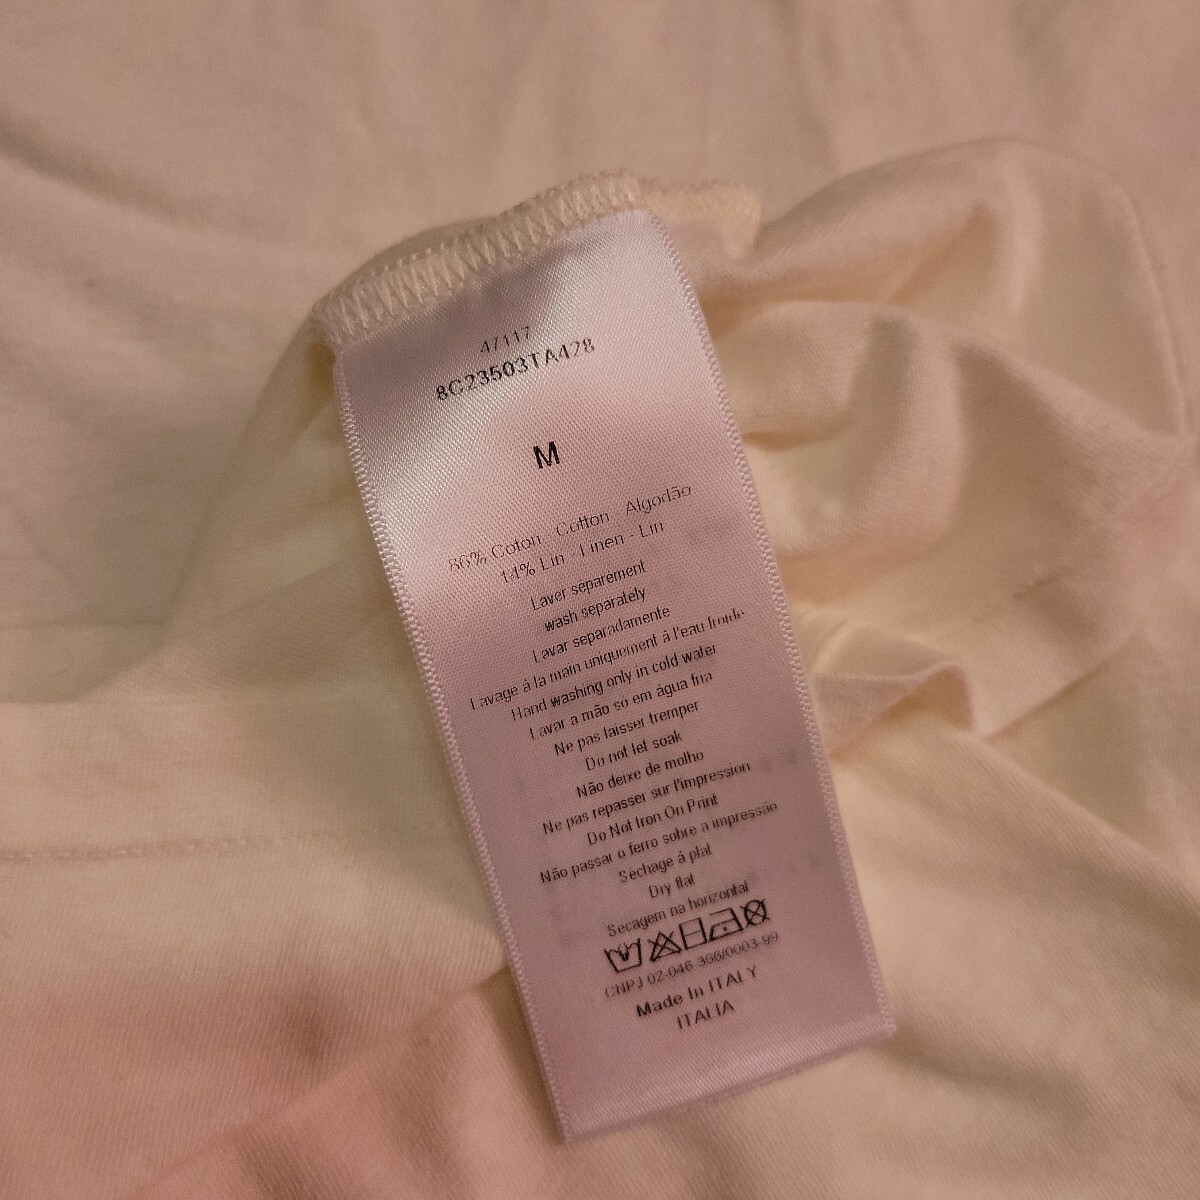 47117
8G23503TA428
M
86% Coton - Cotton - Algodão
14% Lin - Linen - Lin
Laver separement
wash separately
Lavar separadamente
Lavage à la main uniquement à l'eau froide
Hand washing only in cold water
Lavar a mão só em água fria
Ne pas laisser tremper
Do not let soak
Não deixe de molho
Ne pas repasser sur l'impression
Do Not Iron On Print
Não passar o ferro sobre a impressão
Séchage à plat
Dry flat
Secagem na horizontal
CNPJ 02-046-366/0003-99
Made In ITALY
ITALIA